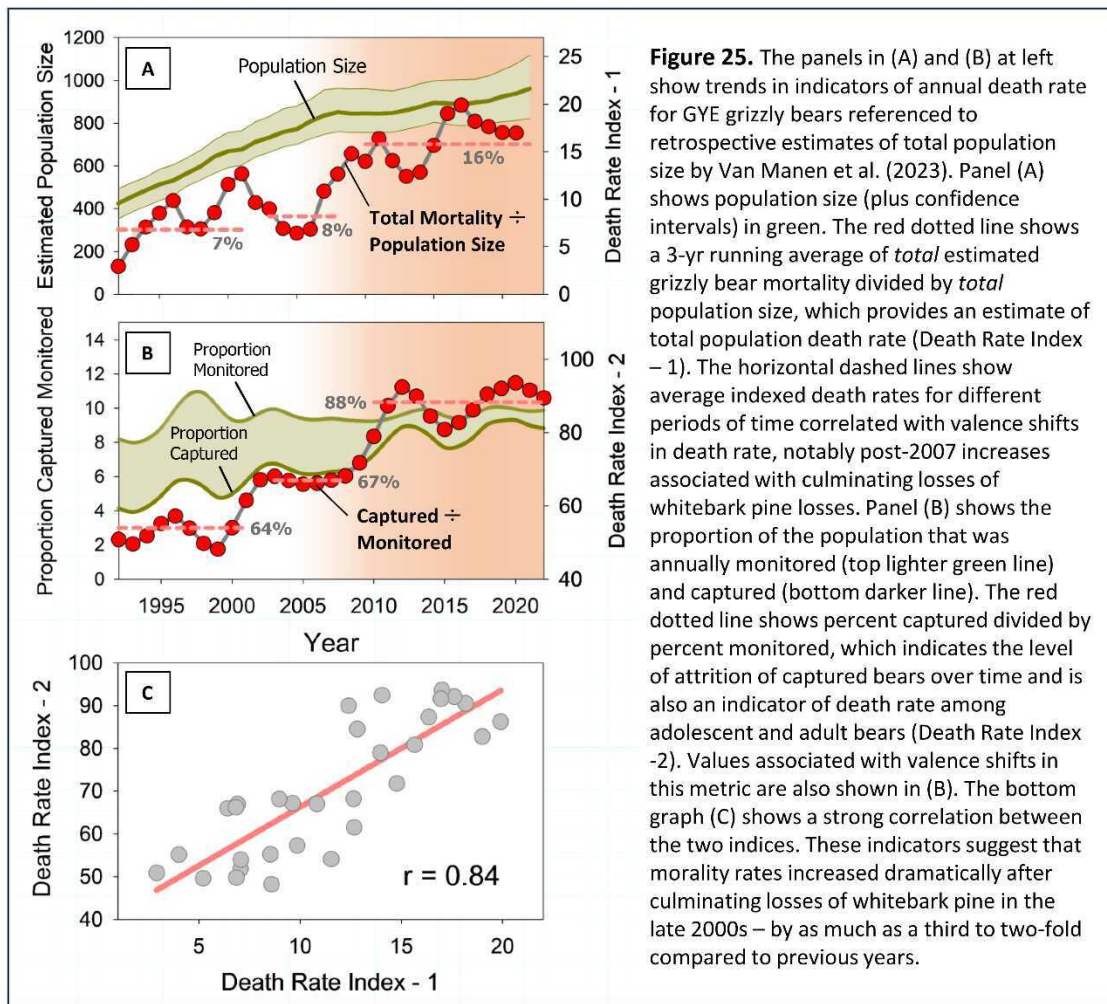 1200
1000
800
600
400
200
0
Estimated Population Size
A
Population Size
25
20
15
10
5
0
Death Rate Index - 1
7%
8%
16%
Total Mortality ÷
Population Size
14
12
10
8
6
4
2
0
Proportion Captured Monitored
B
Proportion
Monitored
Proportion
Captured
88%
67%
64%
Captured ÷
Monitored
100
80
60
40
Death Rate Index - 2
1995 2000 2005 2010 2015 2020
Year
100
90
80
70
60
50
40
Death Rate Index - 2
C
r = 0.84
5 10 15 20
Death Rate Index - 1
Figure 25. The panels in (A) and (B) at left
show trends in indicators of annual death rate
for GYE grizzly bears referenced to
retrospective estimates of total population
size by Van Manen et al. (2023). Panel (A)
shows population size (plus confidence
intervals) in green. The red dotted line shows
a 3-yr running average of total estimated
grizzly bear mortality divided by total
population size, which provides an estimate of
total population death rate (Death Rate Index
– 1). The horizontal dashed lines show
average indexed death rates for different
periods of time correlated with valence shifts
in death rate, notably post-2007 increases
associated with culminating losses of
whitebark pine losses. Panel (B) shows the
proportion of the population that was
annually monitored (top lighter green line)
and captured (bottom darker line). The red
dotted line shows percent captured divided by
percent monitored, which indicates the level
of attrition of captured bears over time and is
also an indicator of death rate among
adolescent and adult bears (Death Rate Index
-2). Values associated with valence shifts in
this metric are also shown in (B). The bottom
graph (C) shows a strong correlation between
the two indices. These indicators suggest that
morality rates increased dramatically after
culminating losses of whitebark pine in the
late 2000s – by as much as a third to two-fold
compared to previous years.